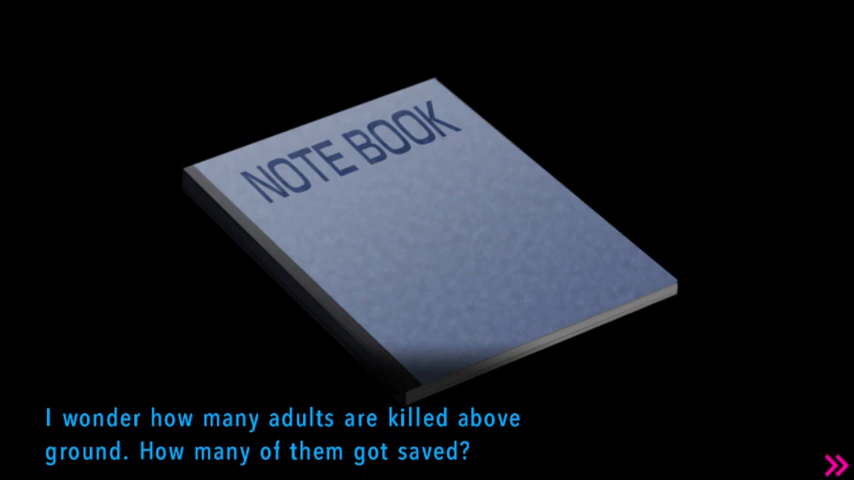 NOTE BOOK
I wonder how many adults are killed above
ground. How many of them got saved?